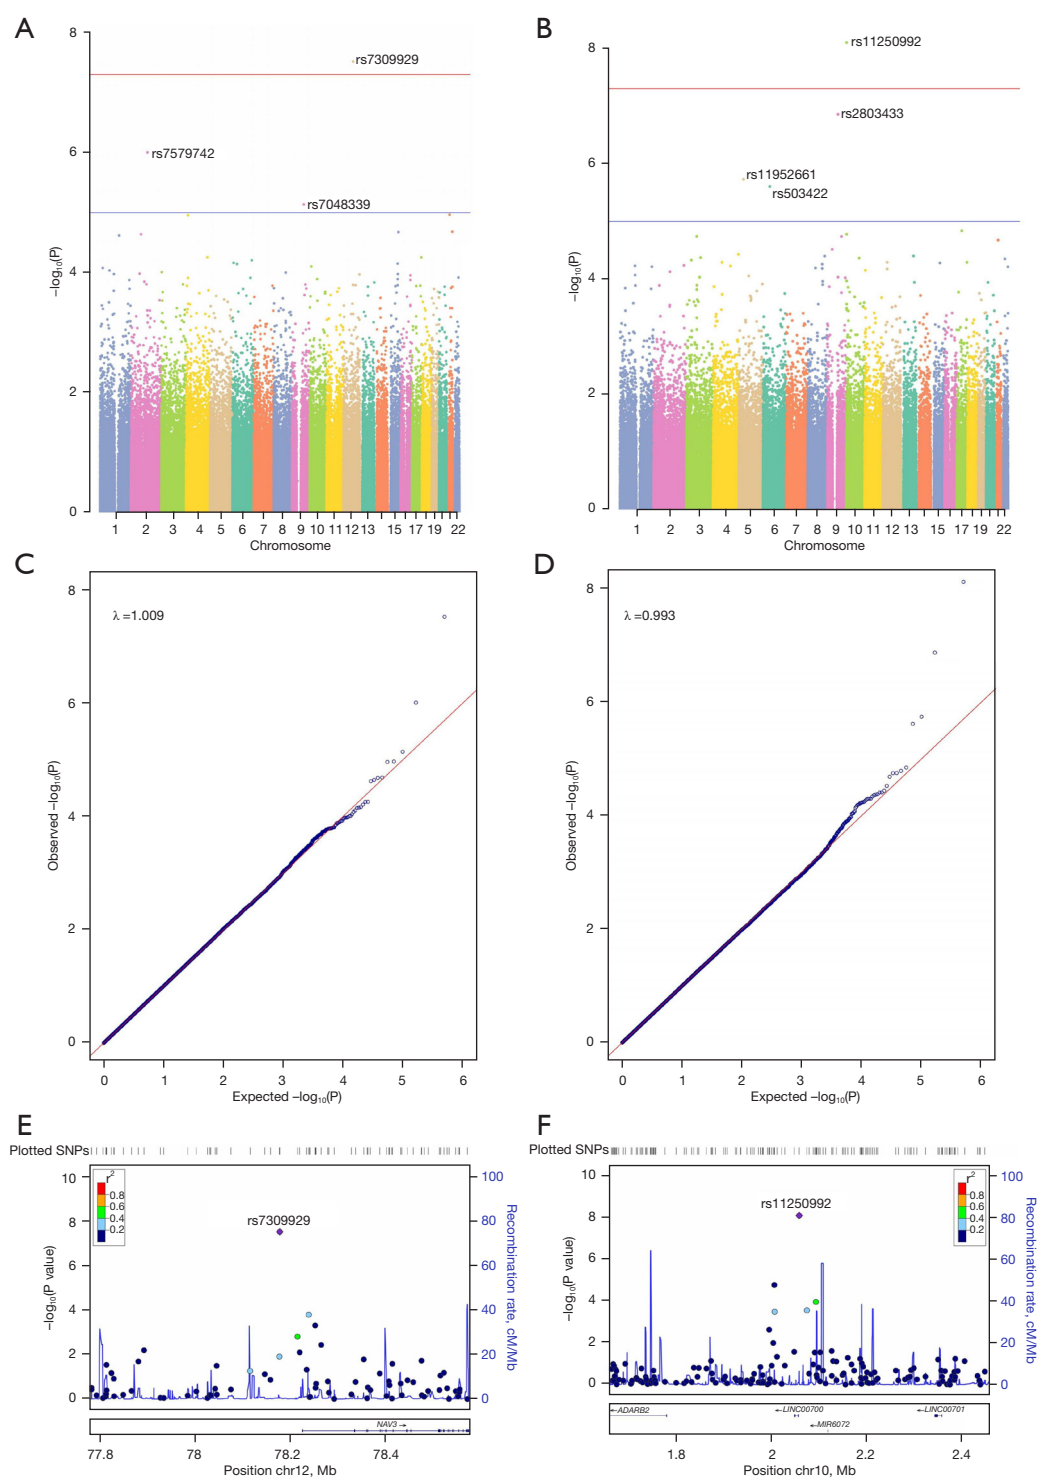 A
8
6
4
2
0
–log10(P)
rs7309929
rs7579742
rs7048339
1 2 3 4 5 6 7 8 9 10 11 12 13 15 17 19 22
Chromosome
B
8
6
4
2
0
–log10(P)
rs11250992
rs2803433
rs11952661
rs503422
1 2 3 4 5 6 7 8 9 10 11 12 13 15 17 19 22
Chromosome
C
λ =1.009
8
6
4
2
0
Observed –log10(P)
0 1 2 3 4 5 6
Expected –log10(P)
D
λ =0.993
8
6
4
2
0
Observed –log10(P)
0 1 2 3 4 5 6
Expected –log10(P)
E
Plotted SNPs
10
8
6
4
2
0
–log10(P value)
r2
0.8
0.6
0.4
0.2
rs7309929
100
80
60
40
20
0
Recombination rate, cM/Mb
NAV3→
77.8 78 78.2 78.4
Position chr12, Mb
F
Plotted SNPs
10
8
6
4
2
0
–log10(P value)
rs11250992
r2
0.8
0.6
0.4
0.2
100
80
60
40
20
0
Recombination rate, cM/Mb
←ADARB2
←LINC00700
←LINC00701
←MIR6072
1.8 2 2.2 2.4
Position chr10, Mb